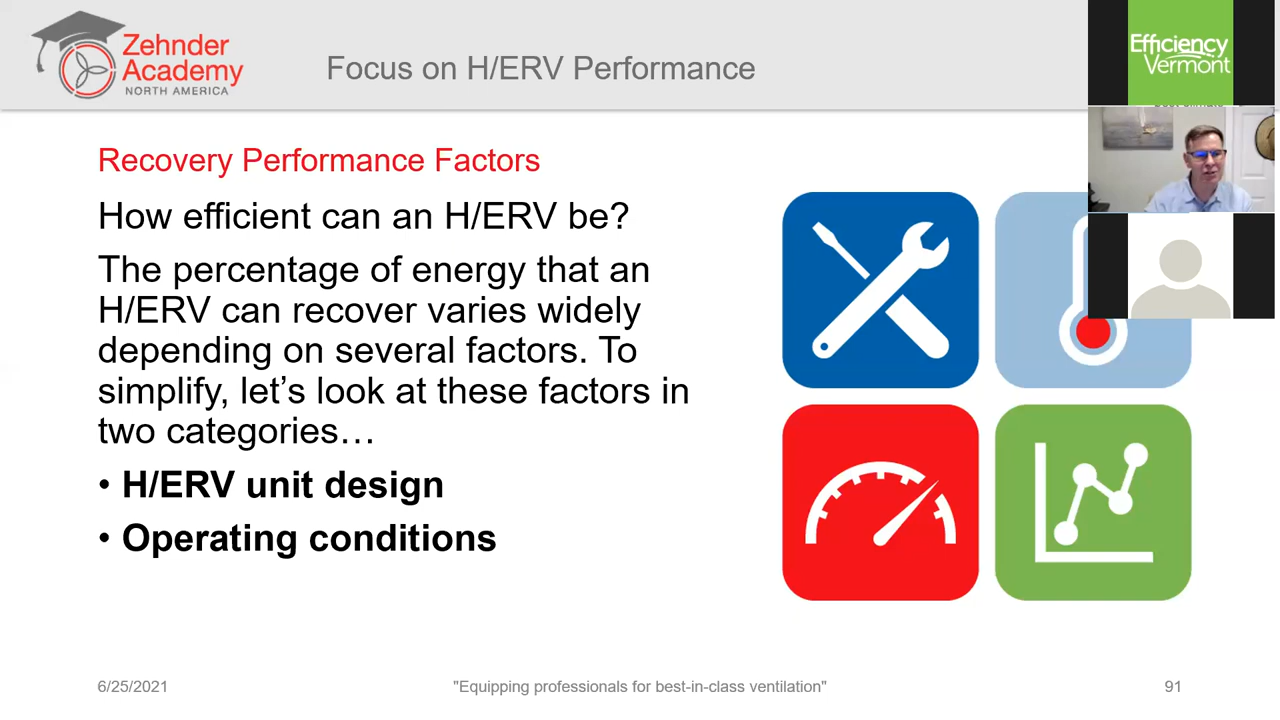 Zehnder
Academy
NORTH AMERICA
Focus on H/ERV Performance
Efficiency
Vermont
Recovery Performance Factors
How efficient can an H/ERV be?
The percentage of energy that an
H/ERV can recover varies widely
depending on several factors. To
simplify, let’s look at these factors in
two categories…
• H/ERV unit design
• Operating conditions
6/25/2021
"Equipping professionals for best-in-class ventilation"
91